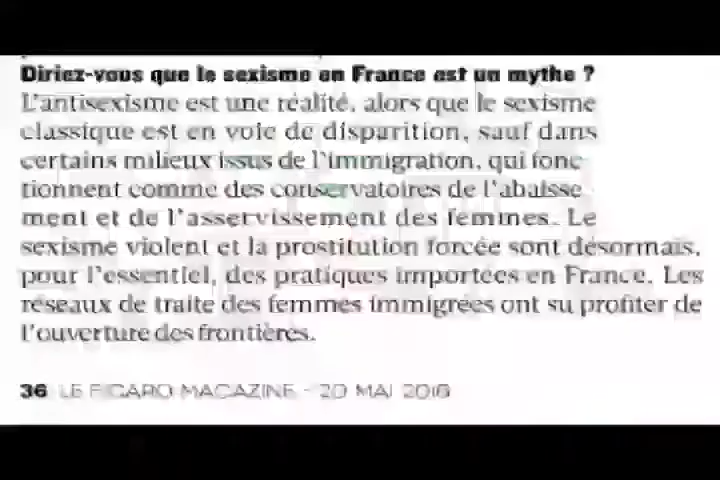 Diriez-vous que le sexisme en France est un mythe ?
L'antisexisme est une réalité, alors que le sexisme
classique est en voie de disparition, sauf dans
certains milieux issus de l'immigration, qui fonc
tionnent comme des conservatoires de l'abaisse
ment et de l'asservissement des femmes. Le
sexisme violent et la prostitution forcée sont désormais,
pour l'essentiel, des pratiques importées en France. Les
réseaux de traite des femmes immigrées ont su profiter de
l'ouverture des frontières.
36 LE FIGARO MAGAZINE - 20 MAI 2016